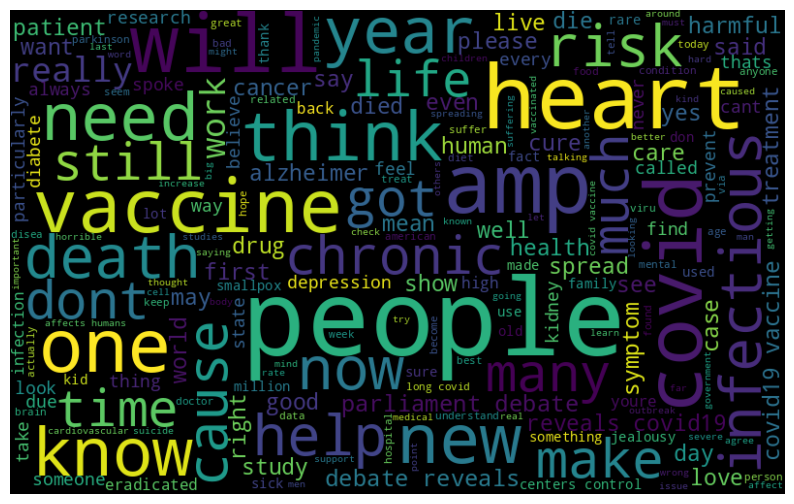 patient research will year live die rare around must
want parkinson great please risk harmful
last bad might pandemic thank every tell today said
really word children hard anyone
seem cancer life food condition thats
always spoke say related spreading heart kind caused cant
need work died back even suffering vaccinated another never yes
particularly diabete believe think human suffer cure better don care called prevent treatment
still feel fact diet talking much
increase treat alzheimer others via
vaccine lot way hope got mean well amp viru find getting
disea horrible big check known let covid vaccine looking age man
death saying studies drug american health made spread mental used infectious
important first chronic show see covid
dont thought cell depression high going family case
infection may smallpox use kidney found
actually keep body week try people old become learn symptom far government covid19 vaccine
one affects humans state cause mind best now many
look kid thing world rate million sure long covid outbreak
due time right doctor good parliament debate youre reveals covid19
take brain cardiovascular suicide data medical understand real something jealousy severe agree
know help hospital new make day
someone study point debate reveals love wrong person
eradicated sick men support centers control issue affect